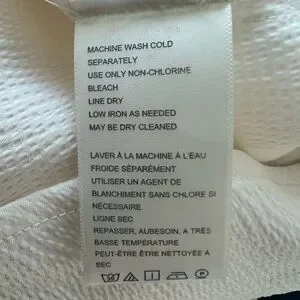 MACHINE WASH COLD
SEPARATELY
USE ONLY NON-CHLORINE
BLEACH
LINE DRY
LOW IRON AS NEEDED
MAY BE DRY CLEANED
LAVER À LA MACHINE À L'EAU
FROIDE SÉPARÉMENT
UTILISER UN AGENT DE
BLANCHIMENT SANS CHLORE SI
NÉCESSAIRE
LIGNE SEC
REPASSER, AUBESOIN. A TRÈS
BASSE TEMPÉRATURE
PEUT-ÊTRE ÊTRE NETTOYÉE À
SEC